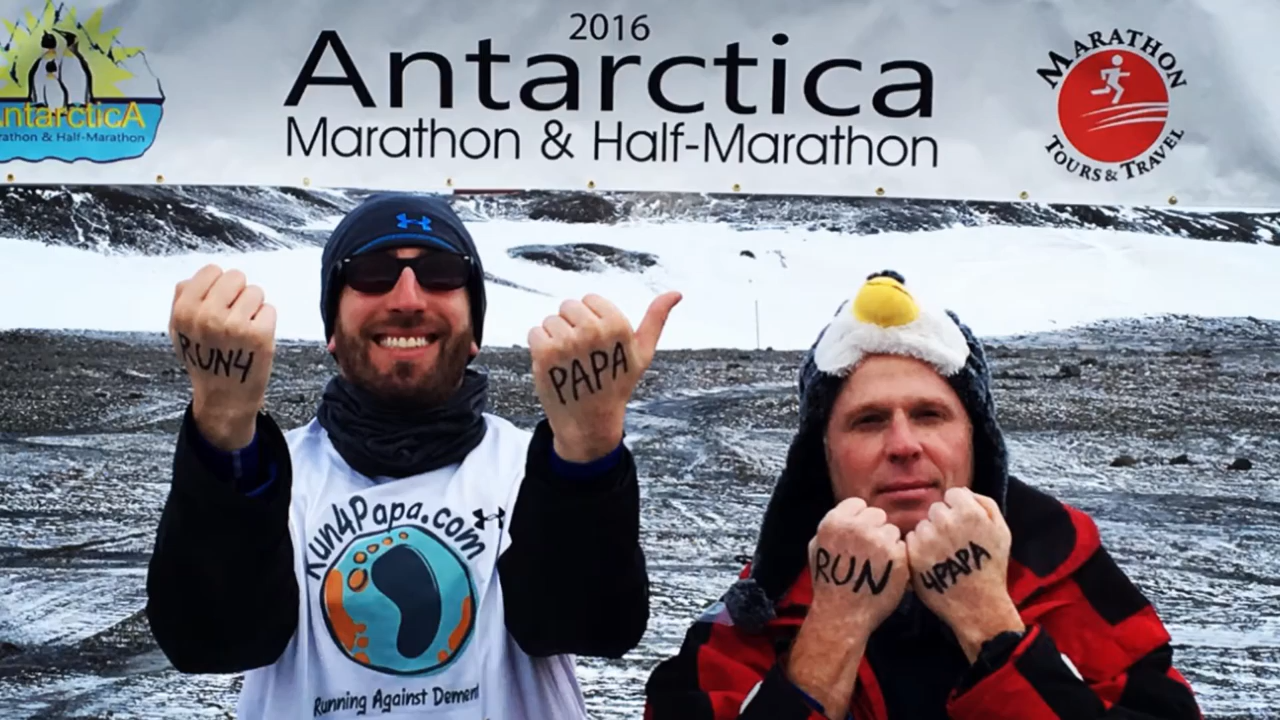 2016
Antarctica
Marathon & Half-Marathon
ntarcticA
rathon & Half-Marathon
MARATHON
TOURS & TRAVEL
RUN4
PAPA
RUN
4PAPA
Run4Papa.com
Running Against Dement